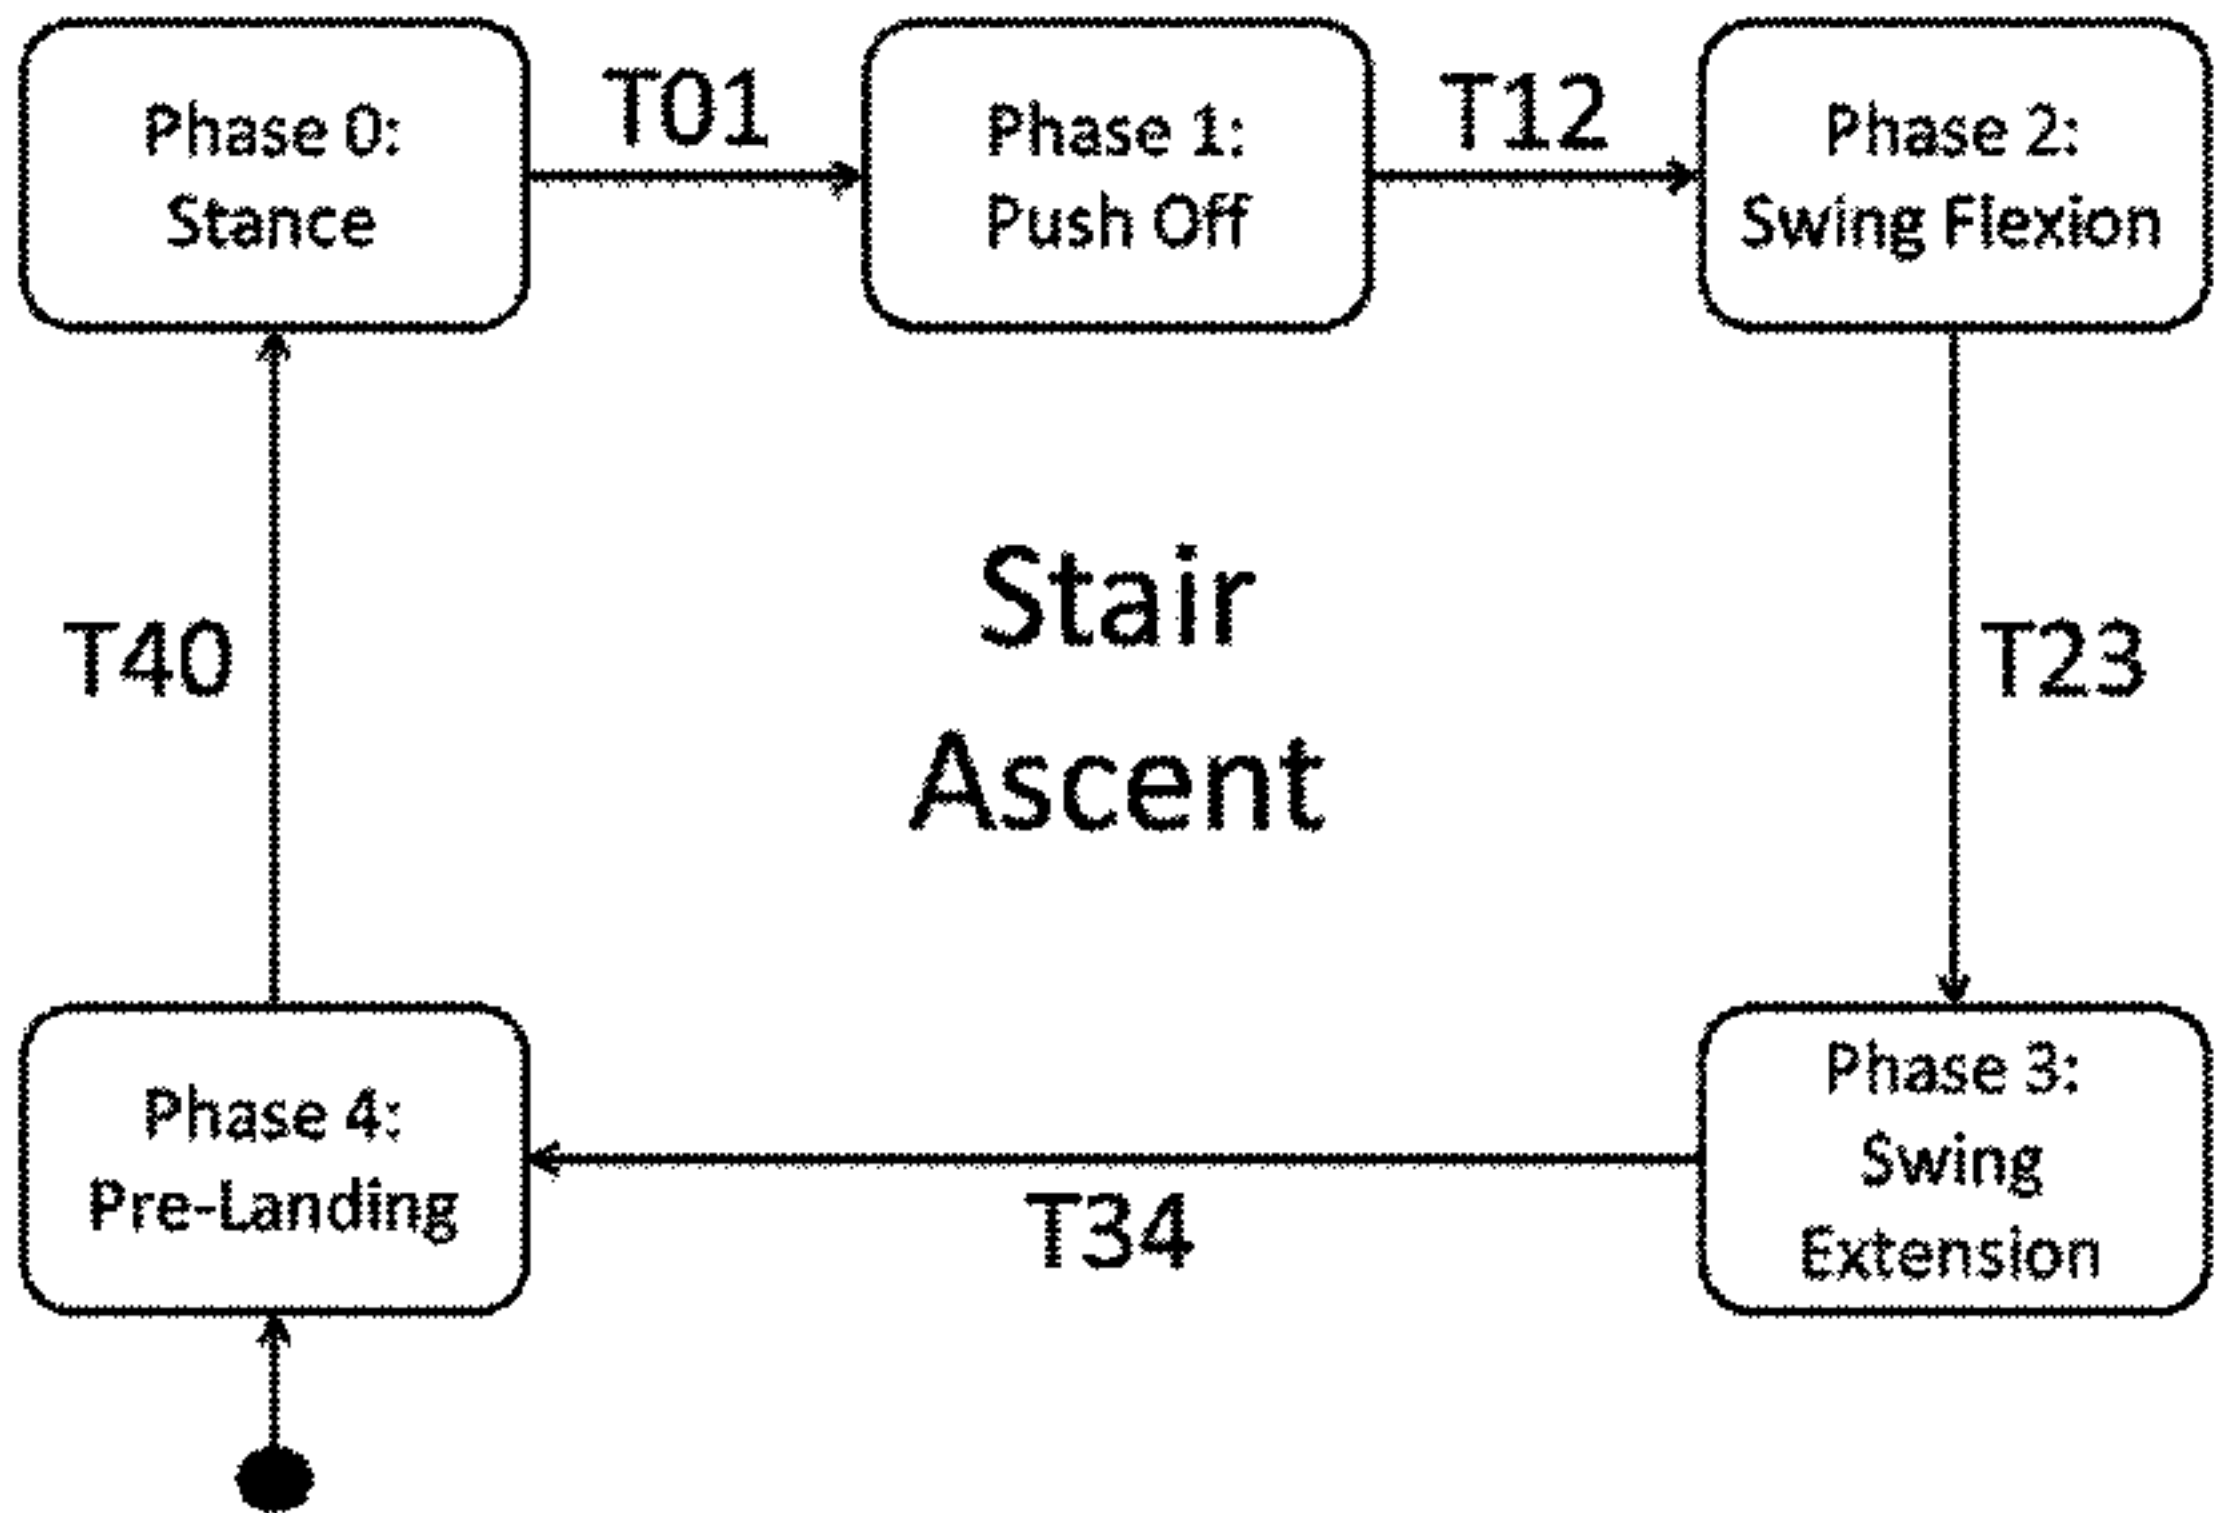 Phase 0:
Stance
T01
Phase 1:
Push Off
T12
Phase 2:
Swing Flexion
T40
Stair
Ascent
T23
Phase 4:
Pre-Landing
T34
Phase 3:
Swing
Extension